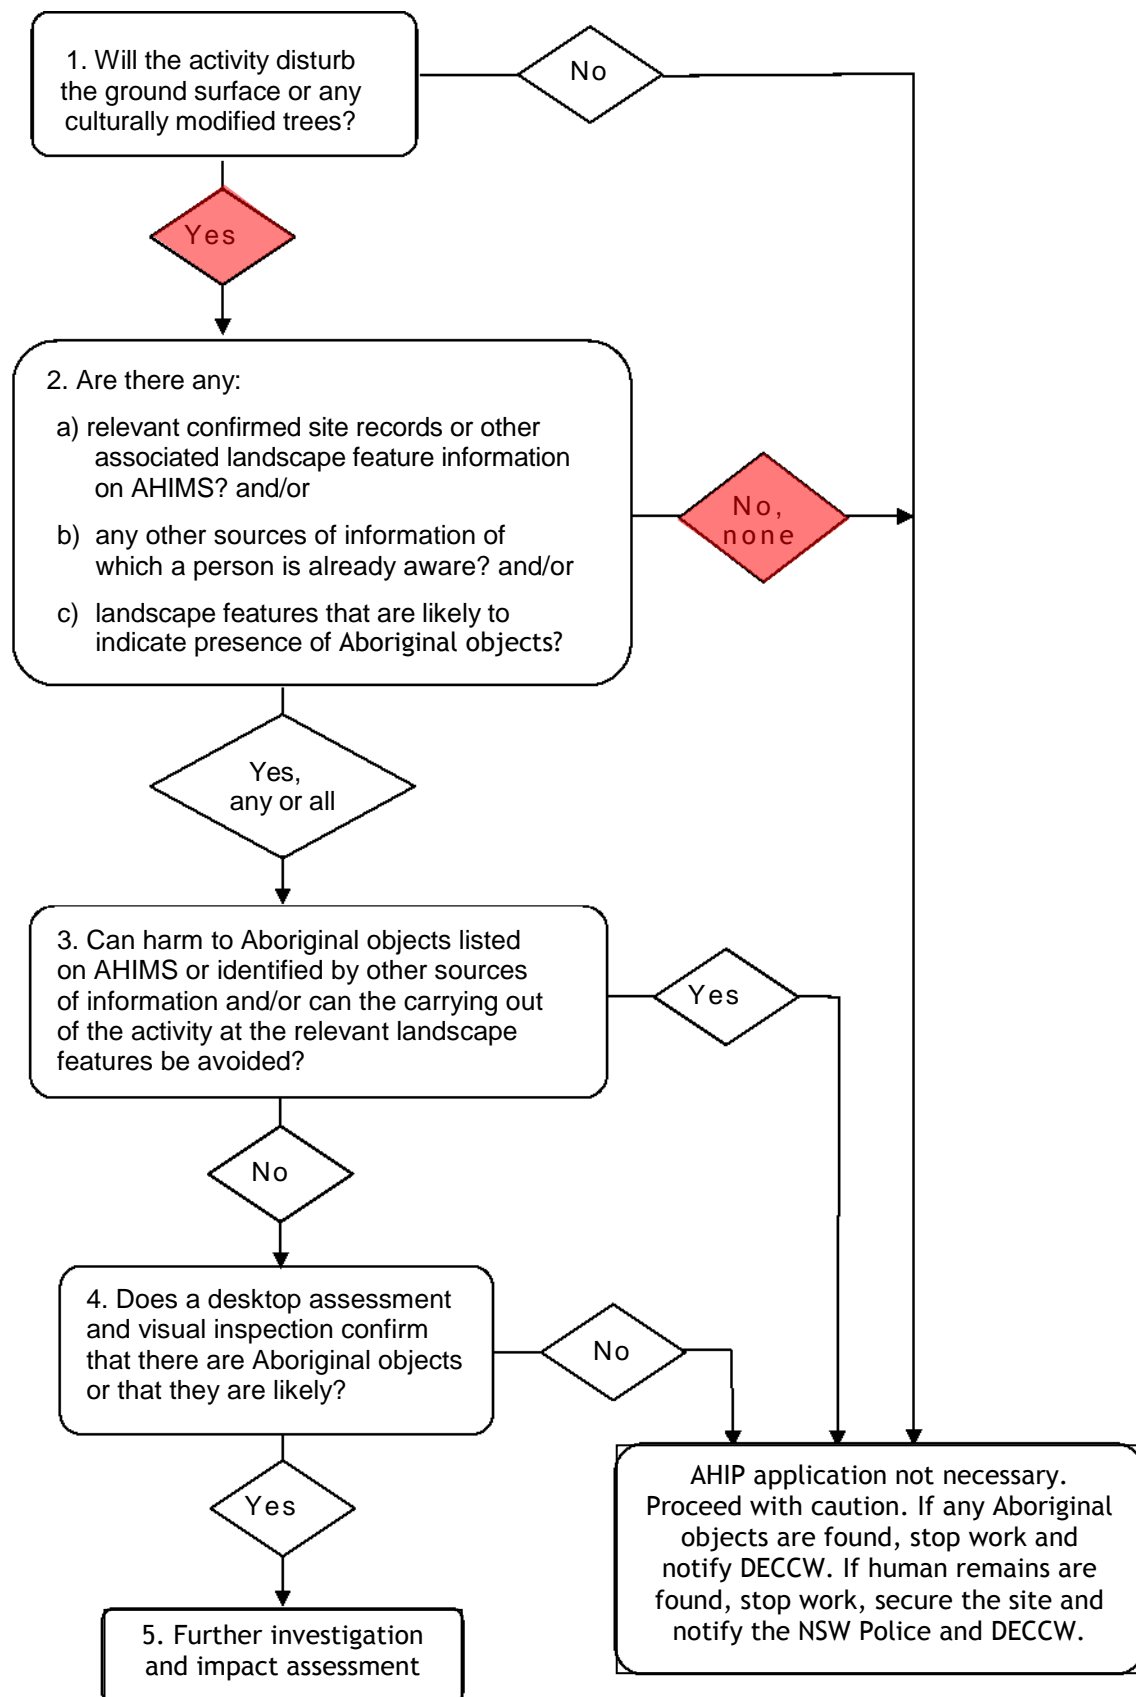 1. Will the activity disturb
the ground surface or any
culturally modified trees?
No
Yes
2. Are there any:
a) relevant confirmed site records or other
associated landscape feature information
on AHIMS? and/or
b) any other sources of information of
which a person is already aware? and/or
c) landscape features that are likely to
indicate presence of Aboriginal objects?
No,
none
Yes,
any or all
3. Can harm to Aboriginal objects listed
on AHIMS or identified by other sources
of information and/or can the carrying out
of the activity at the relevant landscape
features be avoided?
Yes
No
4. Does a desktop assessment
and visual inspection confirm
that there are Aboriginal objects
or that they are likely?
No
Yes
AHIP application not necessary.
Proceed with caution. If any Aboriginal
objects are found, stop work and
notify DECCW. If human remains are
found, stop work, secure the site and
notify the NSW Police and DECCW.
5. Further investigation
and impact assessment